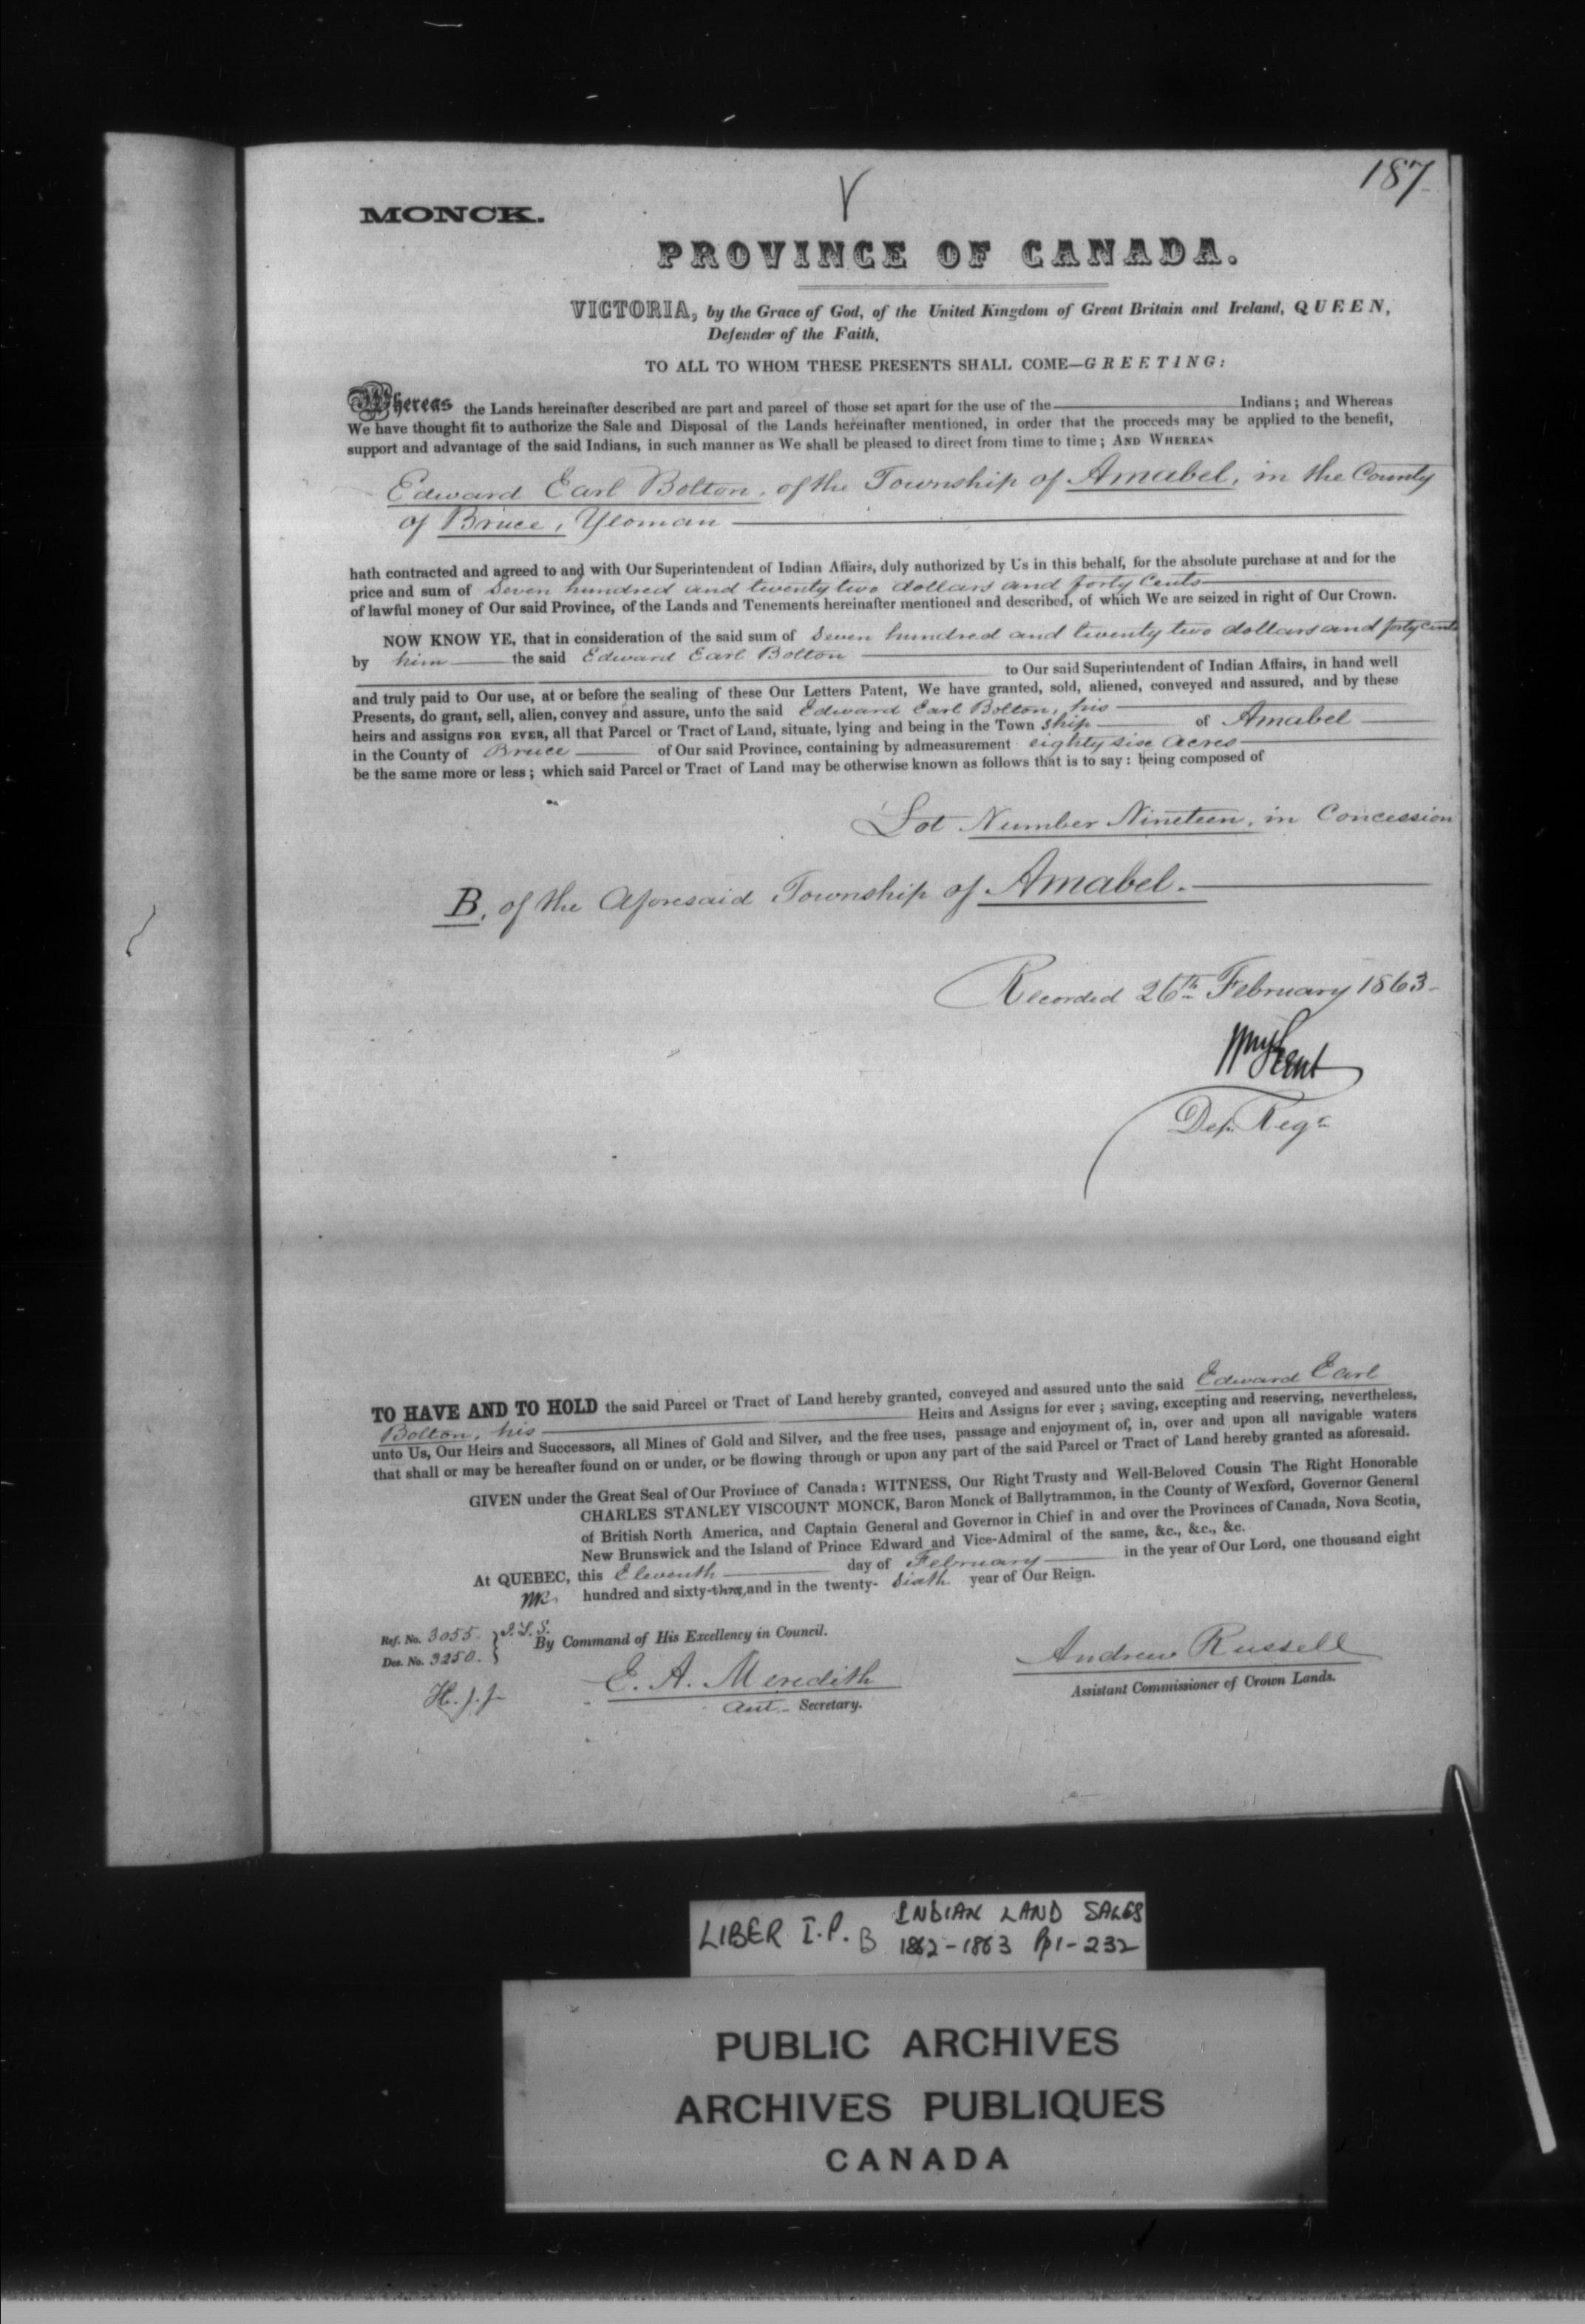 187
MONCK.
PROVINCE OF CANADA.
VICTORIA, by the Grace of God, of the United Kingdom of Great Britain and Ireland, QUEEN,
Defender of the Faith,
TO ALL TO WHOM THESE PRESENTS SHALL COME—GREETING:
Whereas the Lands hereinafter described are part and parcel of those set apart for the use of the Indians; and Whereas
We have thought fit to authorize the Sale and Disposal of the Lands hereinafter mentioned, in order that the proceeds may be applied to the benefit,
support and advantage of the said Indians, in such manner as We shall be pleased to direct from time to time; AND WHEREAS
Edward Earl Bolton, of the Township of Amabel, in the County
of Bruce, Yeoman
hath contracted and agreed to and with Our Superintendent of Indian Affairs, duly authorized by Us in this behalf, for the absolute purchase at and for the
price and sum of Seven hundred and twenty two dollars and forty Cents
of lawful money of Our said Province, of the Lands and Tenements hereinafter mentioned and described, of which We are seized in right of Our Crown.
NOW KNOW YE, that in consideration of the said sum of Seven hundred and twenty two dollars and forty cents
by him the said Edward Earl Bolton
to Our said Superintendent of Indian Affairs, in hand well
and truly paid to Our use, at or before the sealing of these Our Letters Patent, We have granted, sold, aliened, conveyed and assured, and by these
Presents, do grant, sell, alien, convey and assure, unto the said Edward Earl Bolton, his
heirs and assigns FOR EVER, all that Parcel or Tract of Land, situate, lying and being in the Town ship of Amabel
in the County of Bruce of Our said Province, containing by admeasurement eighty six Acres
be the same more or less; which said Parcel or Tract of Land may be otherwise known as follows that is to say: being composed of
Lot Number Nineteen, in Concession
B, of the Aforesaid Township of Amabel.
Recorded 26th February 1863
Wm Kent
Dep. Regr
TO HAVE AND TO HOLD the said Parcel or Tract of Land hereby granted, conveyed and assured unto the said Edward Earl
Bolton, his Heirs and Assigns for ever; saving, excepting and reserving, nevertheless,
unto Us, Our Heirs and Successors, all Mines of Gold and Silver, and the free uses, passage and enjoyment of, in, over and upon all navigable waters
that shall or may be hereafter found on or under, or be flowing through or upon any part of the said Parcel or Tract of Land hereby granted as aforesaid.
GIVEN under the Great Seal of Our Province of Canada: WITNESS, Our Right Trusty and Well-Beloved Cousin The Right Honorable
CHARLES STANLEY VISCOUNT MONCK, Baron Monck of Ballytrammon, in the County of Wexford, Governor General
of British North America, and Captain General and Governor in Chief in and over the Provinces of Canada, Nova Scotia,
New Brunswick and the Island of Prince Edward and Vice-Admiral of the same, &c., &c., &c.
At QUEBEC, this Eleventh day of February in the year of Our Lord, one thousand eight
hundred and sixty-three, and in the twenty-Sixth year of Our Reign.
Ref. No. 3055.
Des. No. 3250.
By Command of His Excellency in Council.
E. A. Meredith
Asst. Secretary.
Andrew Russell
Assistant Commissioner of Crown Lands.
LIBER I.P. B INDIAN LAND SALES
1862-1863 Pp 1-232
PUBLIC ARCHIVES
ARCHIVES PUBLIQUES
CANADA